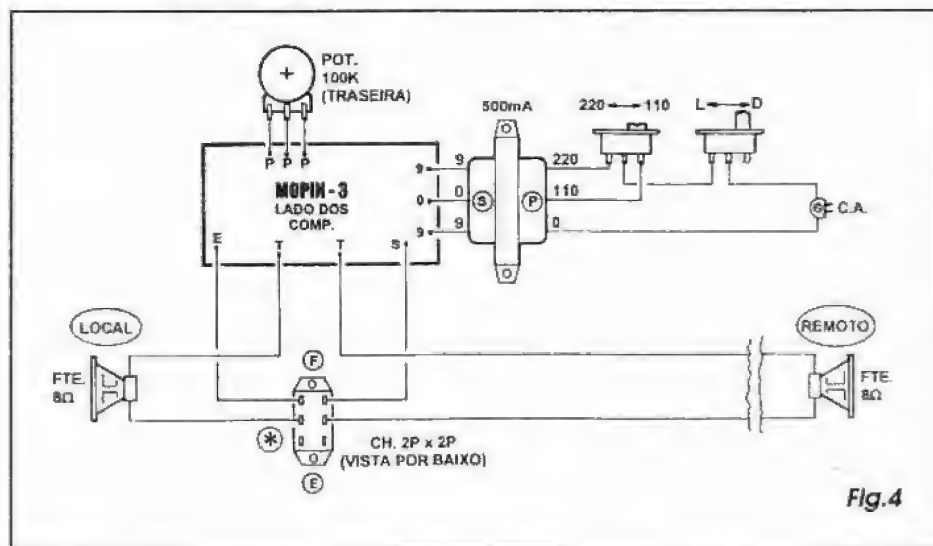 POT.
100K
(TRASEIRA)
P P P
MOPIN - 3
LADO DOS
COMP.
E T T S
9
0
9
500mA
9
0
9
S
P
220
110
0
220 110
L D
C.A.
LOCAL
FTE.
8Ω
F
*
CH. 2P x 2P
(VISTA POR BAIXO)
E
REMOTO
FTE.
8Ω
Fig.4